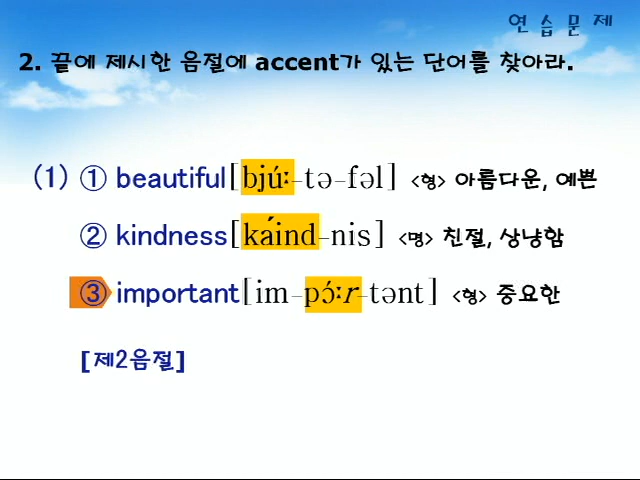 연습문제
2. 끝에 제시한 음절에 accent가 있는 단어를 찾아라.
(1) ① beautiful[bjúː-tə-fəl] <형> 아름다운, 예쁜
② kindness[káind-nis] <명> 친절, 상냥함
③ important[im-pɔ́ːr-tənt] <형> 중요한
[제2음절]